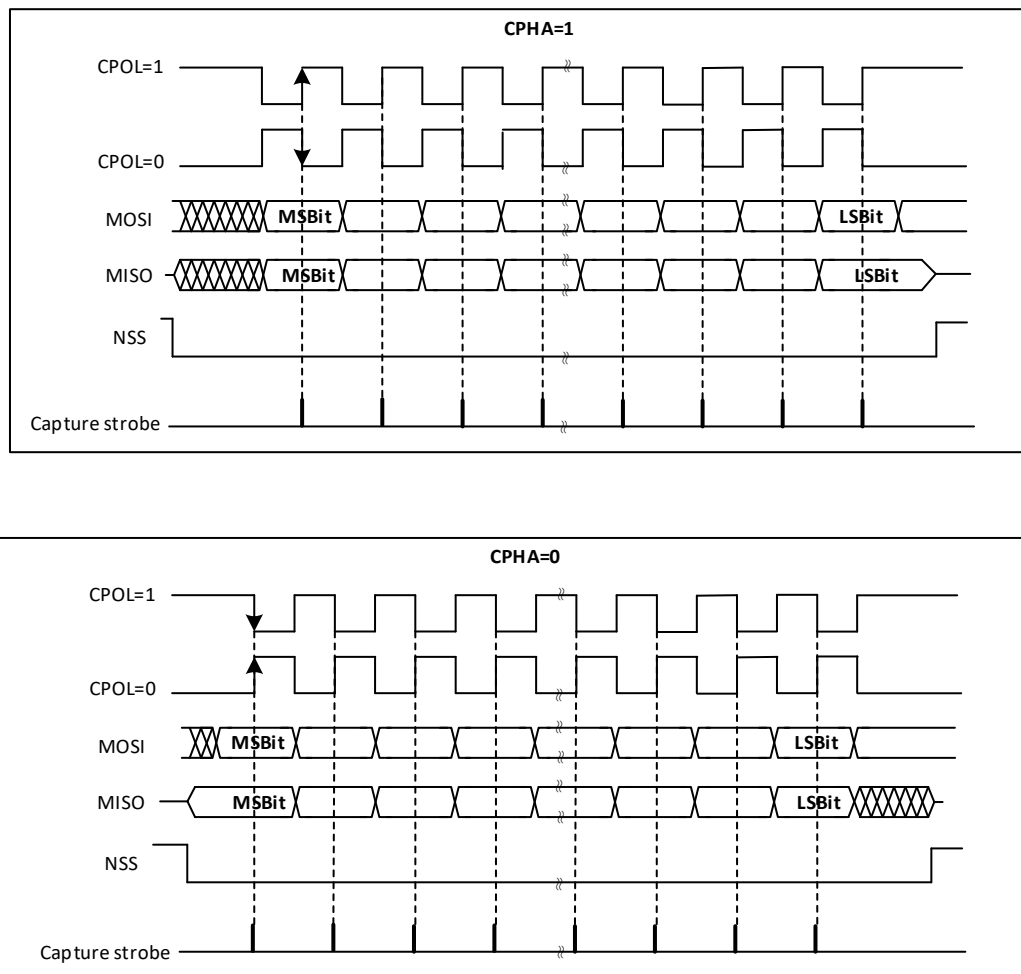 CPHA=1
CPOL=1
CPOL=0
MOSI MSBit LSBit
MISO MSBit LSBit
NSS
Capture strobe
CPHA=0
CPOL=1
CPOL=0
MOSI MSBit LSBit
MISO MSBit LSBit
NSS
Capture strobe